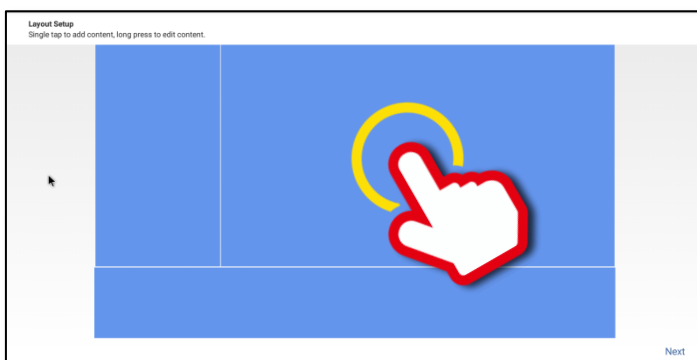 Layout Setup
Single tap to add content, long press to edit content.
Next